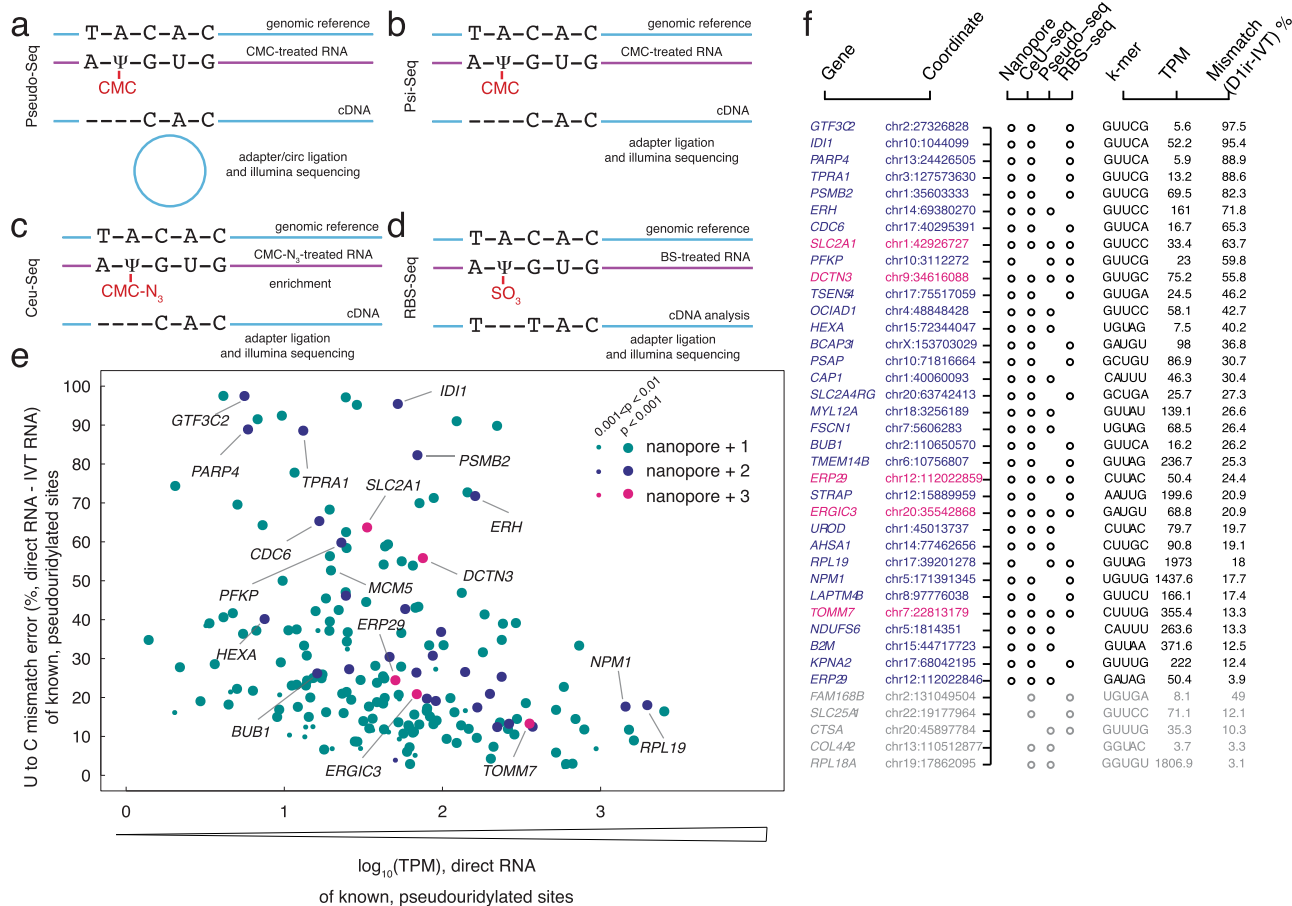 a
Pseudo-Seq
T-A-C-A-C
genomic reference
A-Ψ-G-U-G
CMC-treated RNA
CMC
----C-A-C
cDNA
adapter/circ ligation
and illumina sequencing
b
Psi-Seq
T-A-C-A-C
genomic reference
A-Ψ-G-U-G
CMC-treated RNA
CMC
----C-A-C
cDNA
adapter ligation
and illumina sequencing
c
Ceu-Seq
T-A-C-A-C
genomic reference
A-Ψ-G-U-G
CMC-N3-treated RNA
enrichment
CMC-N3
----C-A-C
cDNA
adapter ligation
and illumina sequencing
d
RBS-Seq
T-A-C-A-C
genomic reference
A-Ψ-G-U-G
BS-treated RNA
SO3
T--TAC
cDNA analysis
adapter ligation
and illumina sequencing
e
U to C mismatch error (%, direct RNA - IVT RNA)
of known, pseudouridylated sites
100
90
80
70
60
50
40
30
20
10
0
0 1 2 3
log10(TPM), direct RNA
of known, pseudouridylated sites
0.001<p < 0.01
p < 0.001
nanopore + 1
nanopore + 2
nanopore + 3
GTF3C2
IDI1
PARP4
TPRA1
PSMB2
SLC2A1
ERH
CDC6
DCTN3
PFKP
MCM5
ERP29
HEXA
NPM1
BUB1
ERGIC3
TOMM7
RPL19
f
Gene Coordinate Nanopore CeU-seq Pseudo-seq RBS-seq k-mer TPM Mismatch (D1ir-IVT) %
GTF3C2 chr2:27326828 GUUCG 5.6 97.5
IDI1 chr10:1044099 GUUCA 52.2 95.4
PARP4 chr13:24426505 GUUCA 5.9 88.9
TPRA1 chr3:127573630 GUUCG 13.2 88.6
PSMB2 chr1:35603333 GUUCG 69.5 82.3
ERH chr14:69380270 GUUCC 161 71.8
CDC6 chr17:40295391 GUUCA 16.7 65.3
SLC2A1 chr1:42926727 GUUCC 33.4 63.7
PFKP chr10:3112272 GUUCC 23 59.8
DCTN3 chr9:34616088 GUUGC 75.2 55.8
TSEN54 chr17:75517059 GUUGA 24.5 46.2
OCIAD1 chr4:48848428 GUUCC 58.1 42.7
HEXA chr15:72344047 UGUAG 7.5 40.2
BCAP31 chrX:153703029 GAUGU 98 36.8
PSAP chr10:71816664 GCUGU 86.9 30.7
CAP1 chr1:40060093 CAUUU 46.3 30.4
SLC2A4RG chr20:63742413 GCUGA 25.7 27.3
MYL12A chr18:3256189 GUUAU 139.1 26.6
FSCN1 chr7:5606283 UGUAG 68.5 26.4
BUB1 chr2:110650570 GUUCA 16.2 26.2
TMEM14B chr6:10756807 GUUAG 236.7 25.3
ERP29 chr12:112022859 CUUAC 50.4 24.4
STRAP chr12:15889959 AAUUG 199.6 20.9
ERGIC3 chr20:35542868 GAUGU 68.8 20.9
UROD chr1:45013737 CUUAC 79.7 19.7
AHSA1 chr14:77462656 CUUGC 90.8 19.1
RPL19 chr17:39201278 GUUAG 1973 18
NPM1 chr5:171391345 UGUUG 1437.6 17.7
LAPTM4B chr8:97776038 GUUCU 166.1 17.4
TOMM7 chr7:22813179 CUUUG 355.4 13.3
NDUFS6 chr5:1814351 CAUUU 263.6 13.3
B2M chr15:44717723 GUUAA 371.6 12.5
KPNA2 chr17:68042195 GUUUG 222 12.4
ERP29 chr12:112022846 GAUAG 50.4 3.9
FAM168B chr2:131049504 UGUGA 8.1 49
SLC25A1 chr22:19177964 GUUCC 71.1 12.1
CTSA chr20:45897784 GUUUG 35.3 10.3
COL4A2 chr13:110512877 GGUAC 3.7 3.3
RPL18A chr19:17862095 GGUGU 1806.9 3.1